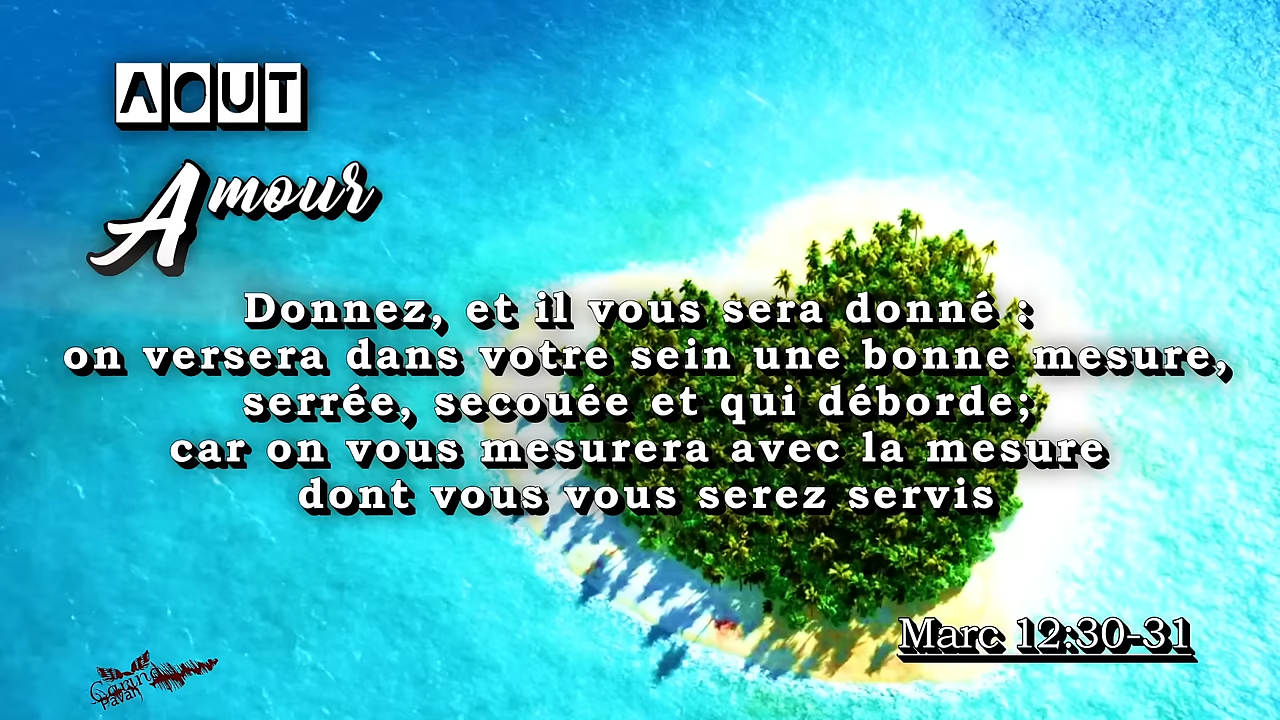 AOUT
Amour
Donnez, et il vous sera donné :
on versera dans votre sein une bonne mesure,
serrée, secouée et qui déborde;
car on vous mesurera avec la mesure
dont vous vous serez servis
Marc 12:30-31